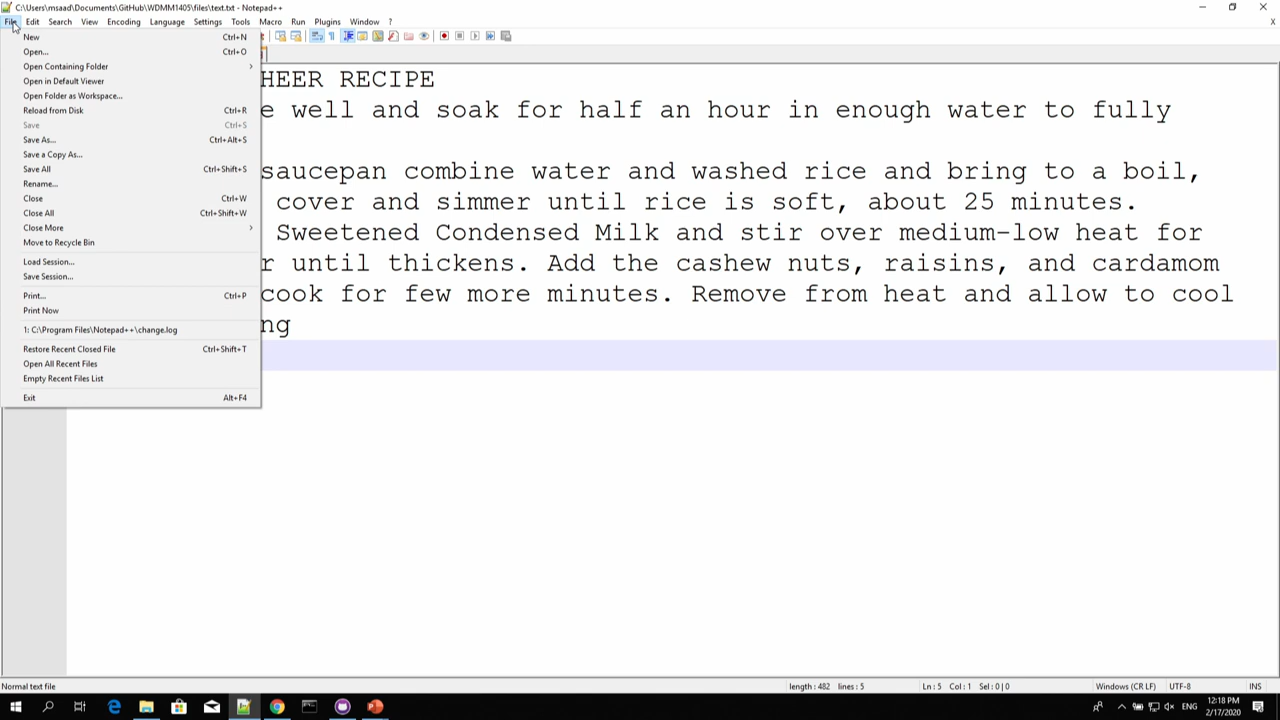 C:\Users\msaad\Documents\GitHub\WDMM1405\files\text.txt - Notepad++
File Edit Search View Encoding Language Settings Tools Macro Run Plugins Window ? X
New Ctrl+N
Open... Ctrl+O
Open Containing Folder >
Open in Default Viewer
Open Folder as Workspace...
Reload from Disk Ctrl+R
Save Ctrl+S
Save As... Ctrl+Alt+S
Save a Copy As...
Save All Ctrl+Shift+S
Rename...
Close Ctrl+W
Close All Ctrl+Shift+W
Close More >
Move to Recycle Bin
Load Session...
Save Session...
Print... Ctrl+P
Print Now
1: C:\Program Files\Notepad++\change.log
Restore Recent Closed File Ctrl+Shift+T
Open All Recent Files
Empty Recent Files List
Exit Alt+F4
HEER RECIPE
e well and soak for half an hour in enough water to fully
saucepan combine water and washed rice and bring to a boil,
cover and simmer until rice is soft, about 25 minutes.
Sweetened Condensed Milk and stir over medium-low heat for
r until thickens. Add the cashew nuts, raisins, and cardamom
cook for few more minutes. Remove from heat and allow to cool
ng
Normal text file length : 482 lines : 5 Ln : 5 Col : 1 Sel : 0 | 0 Windows (CR LF) UTF-8 INS
ENG 12:18 PM
2/17/2020